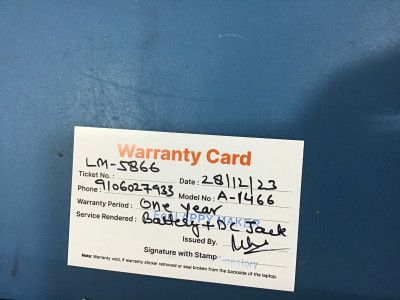 Warranty Card
LM-5866
Ticket No. : Date : 28/12/23
Phone : 9106027933 Model No : A-1466
Warranty Period : One Year
LAPPY MAKER
Service Rendered : Battery + DC Jack
Issued By.
Signature with Stamp
Note: Warranty void, if warranty sticker removed or seal broken from the backside of the laptop.